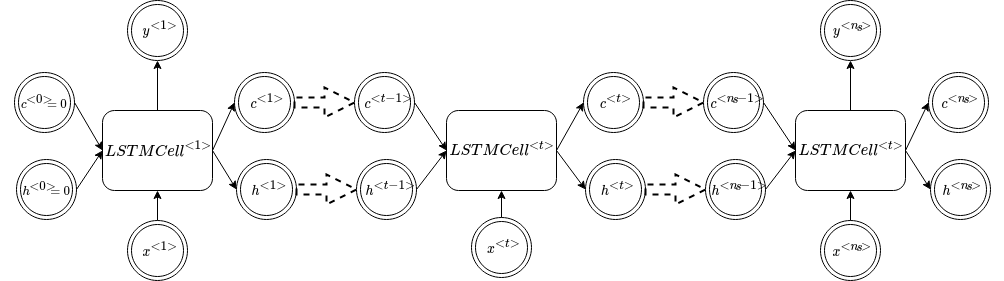 y<1>
y<ns>
c<0>=0
c<1>
c<t−1>
c<t>
c<ns−1>
c<ns>
LSTMCell<1>
LSTMCell<t>
LSTMCell<t>
h<0>=0
h<1>
h<t−1>
h<t>
h<ns−1>
h<ns>
x<1>
x<t>
x<ns>